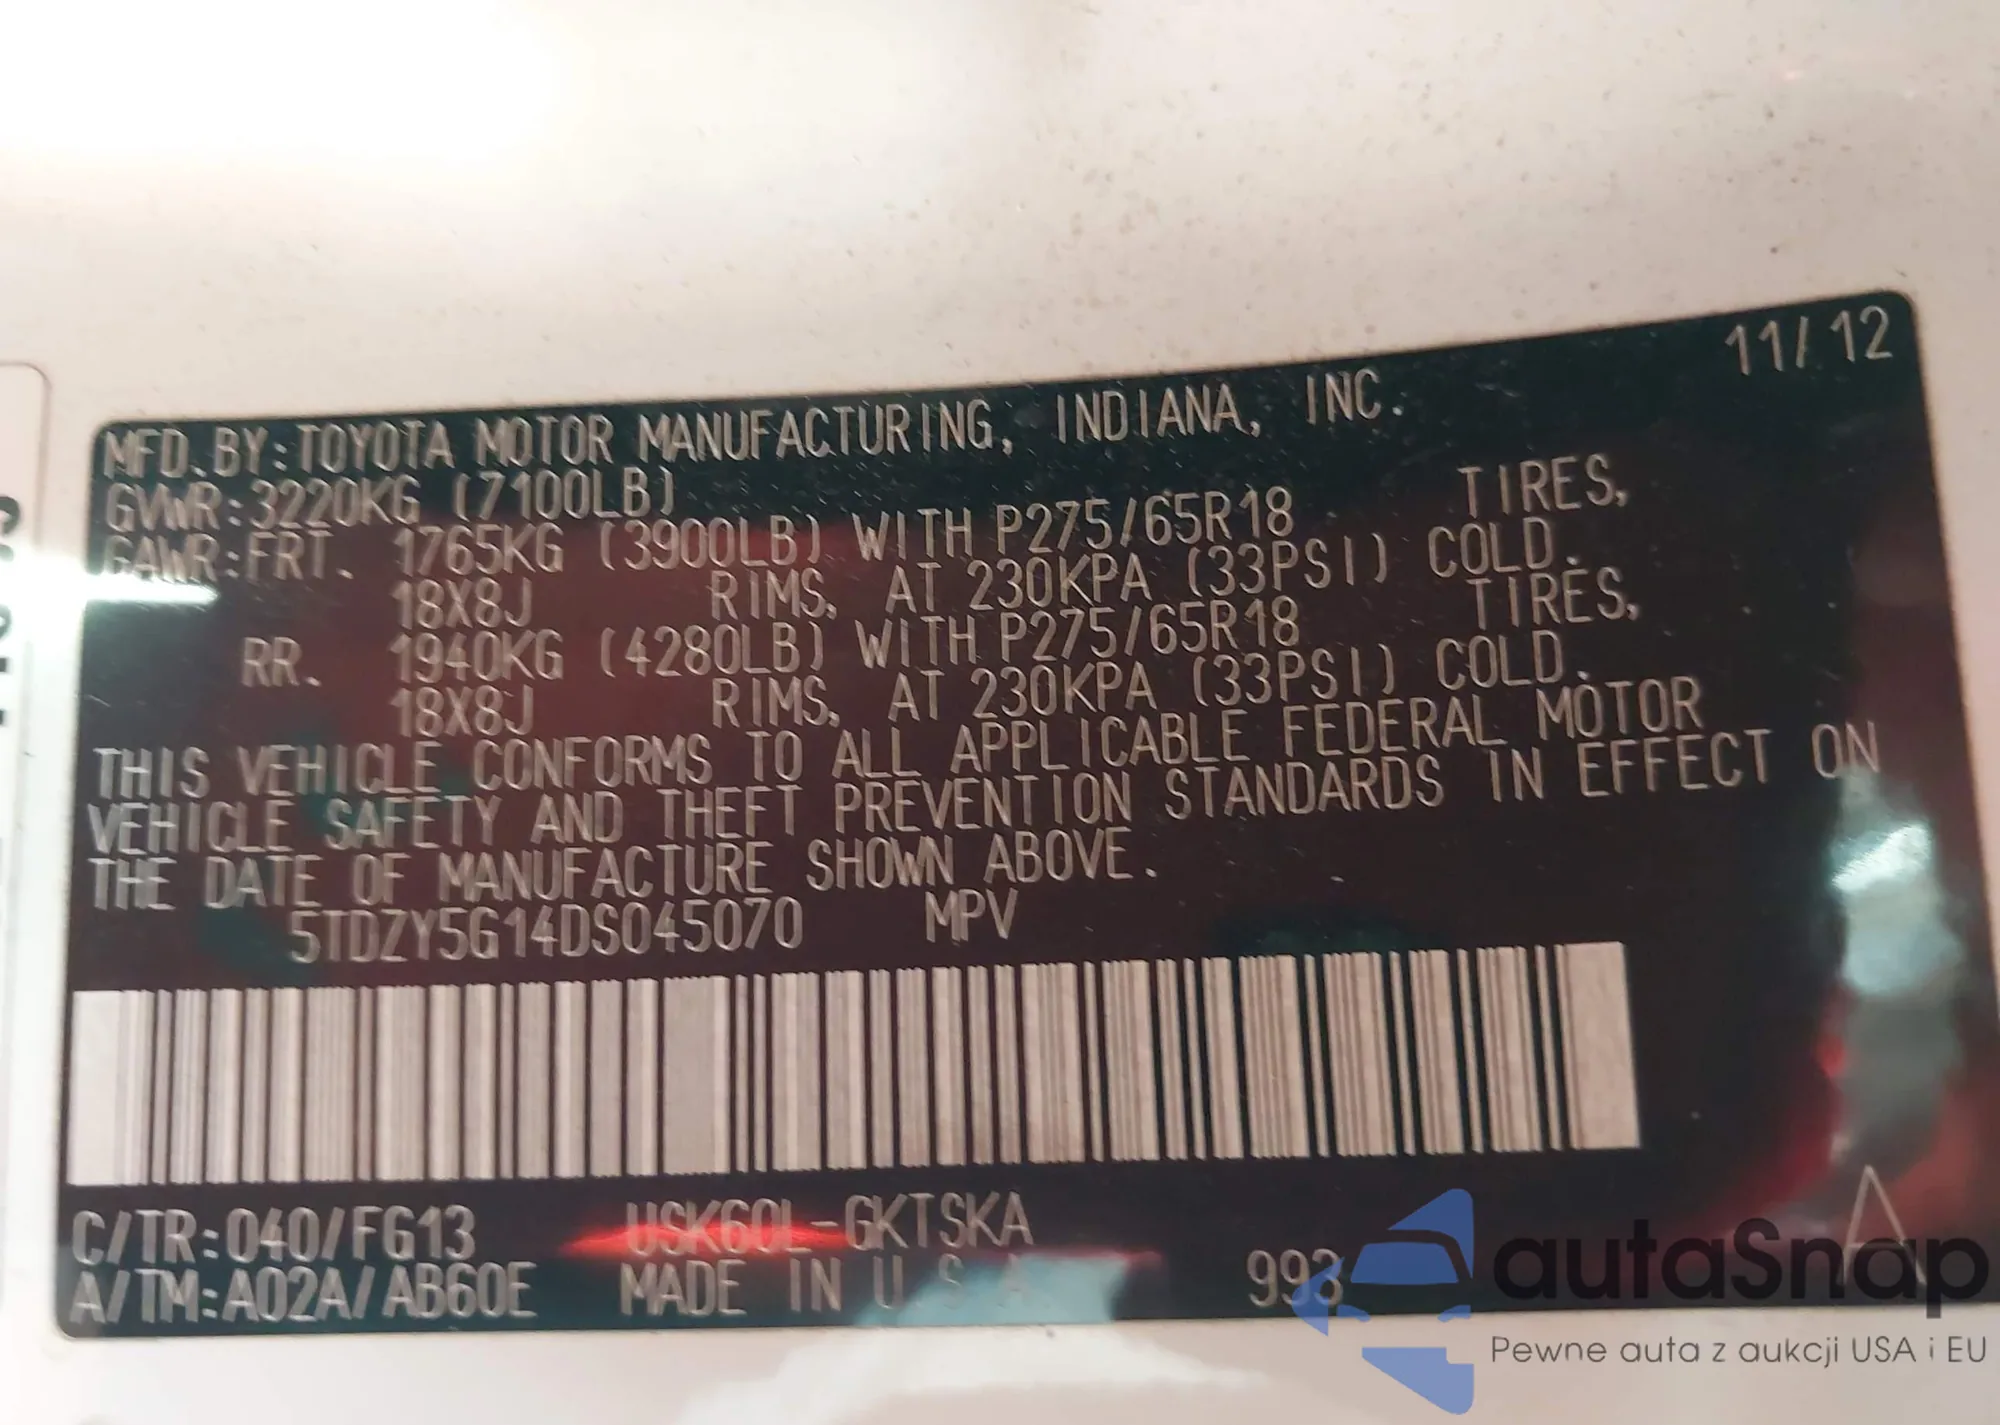 11/12
MFD.BY:TOYOTA MOTOR MANUFACTURING, INDIANA, INC.
GVWR:3220KG (7100LB)
GAWR:FRT. 1765KG (3900LB) WITH P275/65R18 TIRES,
18X8J RIMS, AT 230KPA (33PSI) COLD.
RR. 1940KG (4280LB) WITH P275/65R18 TIRES,
18X8J RIMS, AT 230KPA (33PSI) COLD.
THIS VEHICLE CONFORMS TO ALL APPLICABLE FEDERAL MOTOR
VEHICLE SAFETY AND THEFT PREVENTION STANDARDS IN EFFECT ON
THE DATE OF MANUFACTURE SHOWN ABOVE.
5TDZY5G14DS045070 MPV
C/TR:040/FG13 USK60L-GKTSKA
A/TM:A02A/AB60E MADE IN U.S.A 993
autaSnap
Pewne auta z aukcji USA i EU